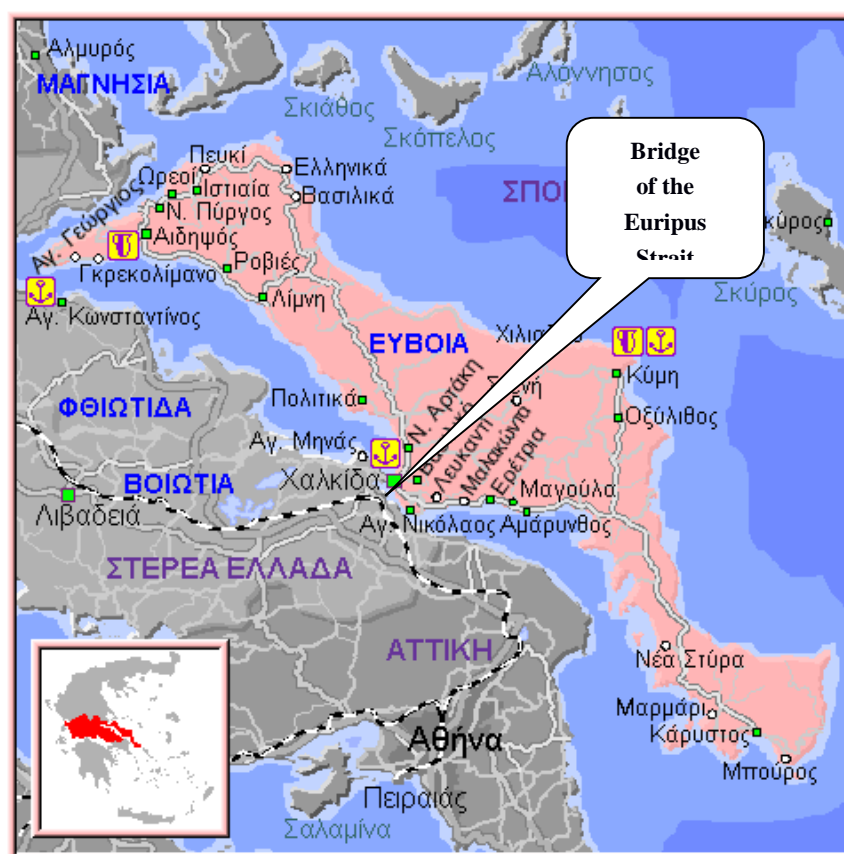 Αλμυρός
ΜΑΓΝΗΣΙΑ
Σκιάθος
Σκόπελος
Αλόννησος
Bridge
of the
Euripus
Strait
Πευκί
Ελληνικά
Ωρεοί
Ιστιαία
Βασιλικά
Ν. Πύργος
Αγ. Γεώργιος
Αιδηψός
Γκρεκολίμανο
Ροβιές
Λίμνη
Αγ. Κωνσταντίνος
Σκύρος
ΕΥΒΟΙΑ
Κύμη
Οξύλιθος
Πολιτικά
ΦΘΙΩΤΙΔΑ
Αγ. Μηνάς
Ν. Αρτάκη
Λευκαντί
Μαλακώνια
Ερέτρια
Μαγούλα
Χαλκίδα
ΒΟΙΩΤΙΑ
Λιβαδειά
Αγ. Νικόλαος
Αμάρυνθος
ΣΤΕΡΕΑ ΕΛΛΑΔΑ
ΑΤΤΙΚΗ
Νέα Στύρα
Μαρμάρι
Κάρυστος
Μπούρος
Αθήνα
Πειραιάς
Σαλαμίνα